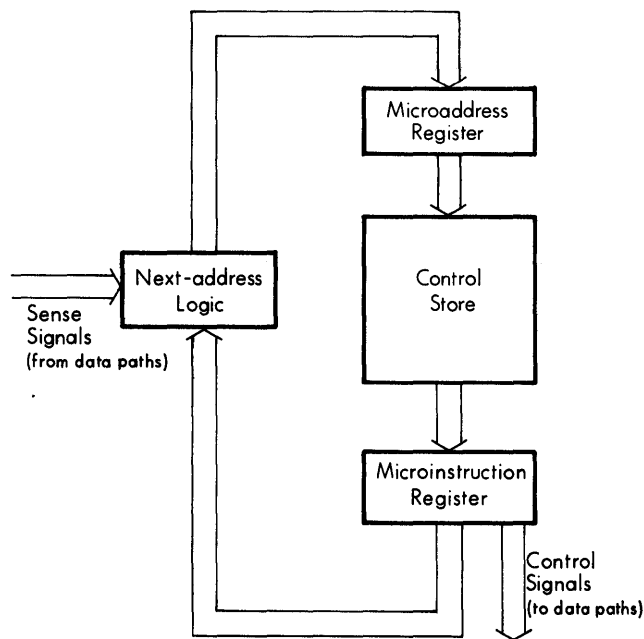 Microaddress
Register
Next-address
Logic
Control
Store
Sense
Signals
(from data paths)
Microinstruction
Register
Control
Signals
(to data paths)